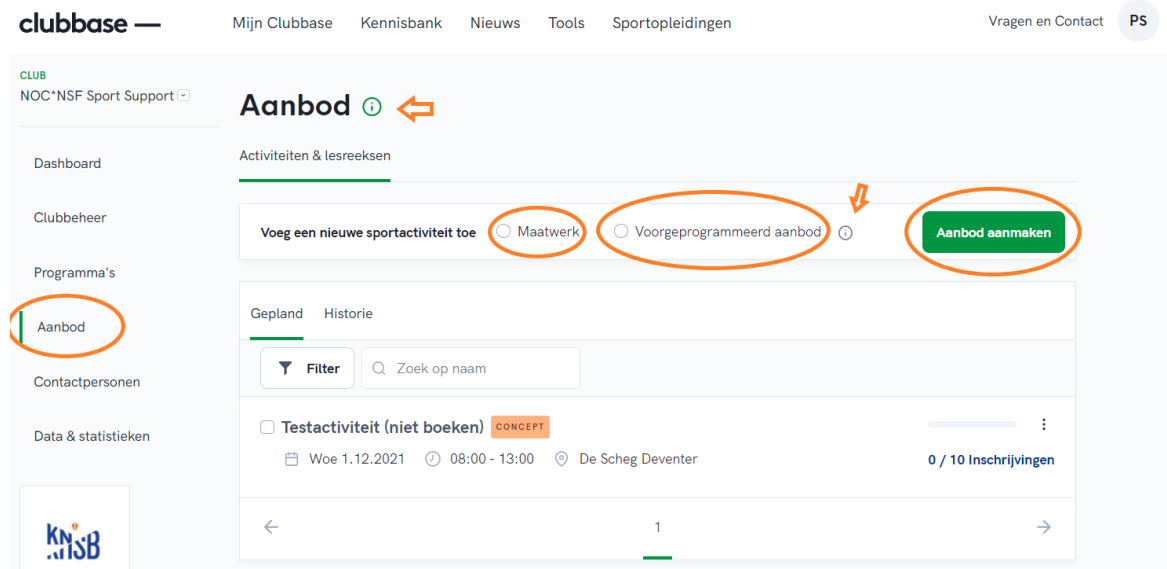 clubbase —
Mijn Clubbase Kennisbank Nieuws Tools Sportopleidingen
Vragen en Contact PS
CLUB
NOC*NSF Sport Support
Dashboard
Clubbeheer
Programma's
Aanbod
Contactpersonen
Data & statistieken
KNSB
Aanbod
Activiteiten & lesreeksen
Voeg een nieuwe sportactiviteit toe Maatwerk Voorgeprogrammeerd aanbod Aanbod aanmaken
Gepland Historie
Filter Zoek op naam
Testactiviteit (niet boeken) CONCEPT
Woe 1.12.2021 08:00 - 13:00 De Scheg Deventer 0 / 10 Inschrijvingen
1